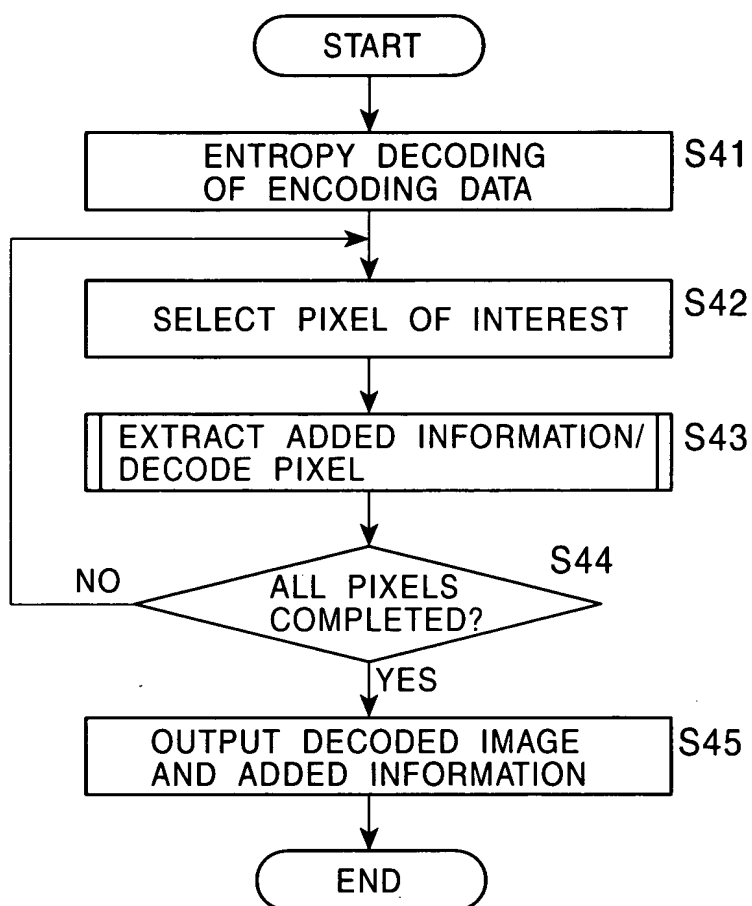 START
ENTROPY DECODING
OF ENCODING DATA
S41
SELECT PIXEL OF INTEREST
S42
EXTRACT ADDED INFORMATION/
DECODE PIXEL
S43
ALL PIXELS
COMPLETED?
S44
NO
YES
OUTPUT DECODED IMAGE
AND ADDED INFORMATION
S45
END